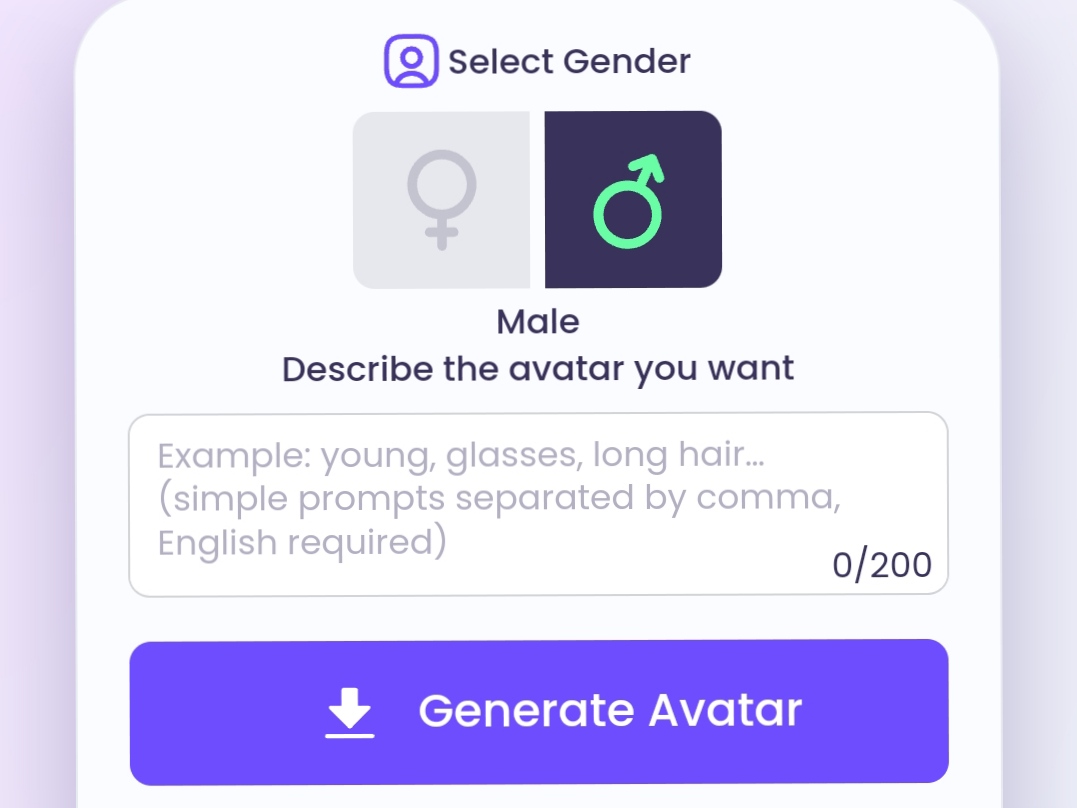 Select Gender
Male
Describe the avatar you want
Example: young, glasses, long hair...
(simple prompts separated by comma,
English required)
0/200
Generate Avatar